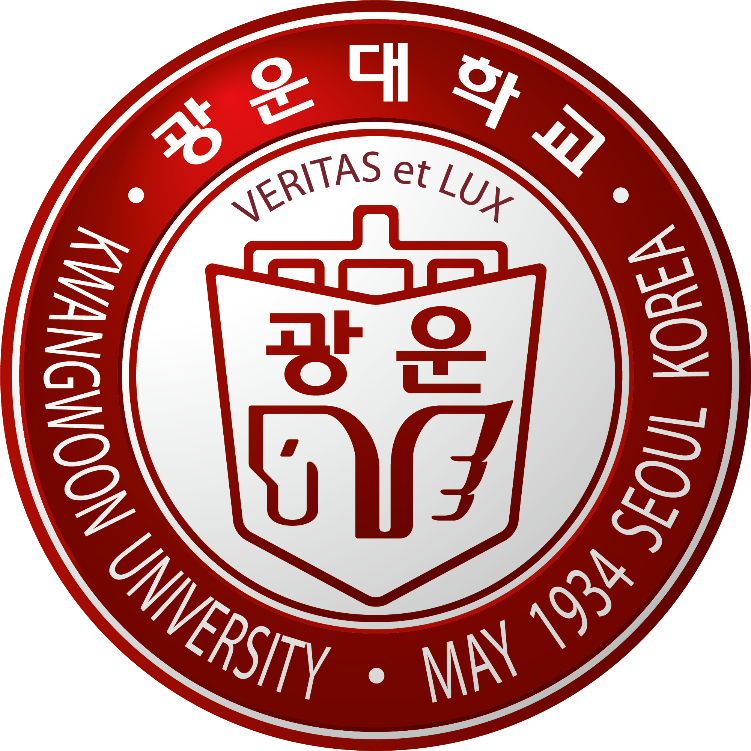 광운대학교
VERITAS et LUX
광운
KWANGWOON UNIVERSITY • MAY 1934 SEOUL KOREA